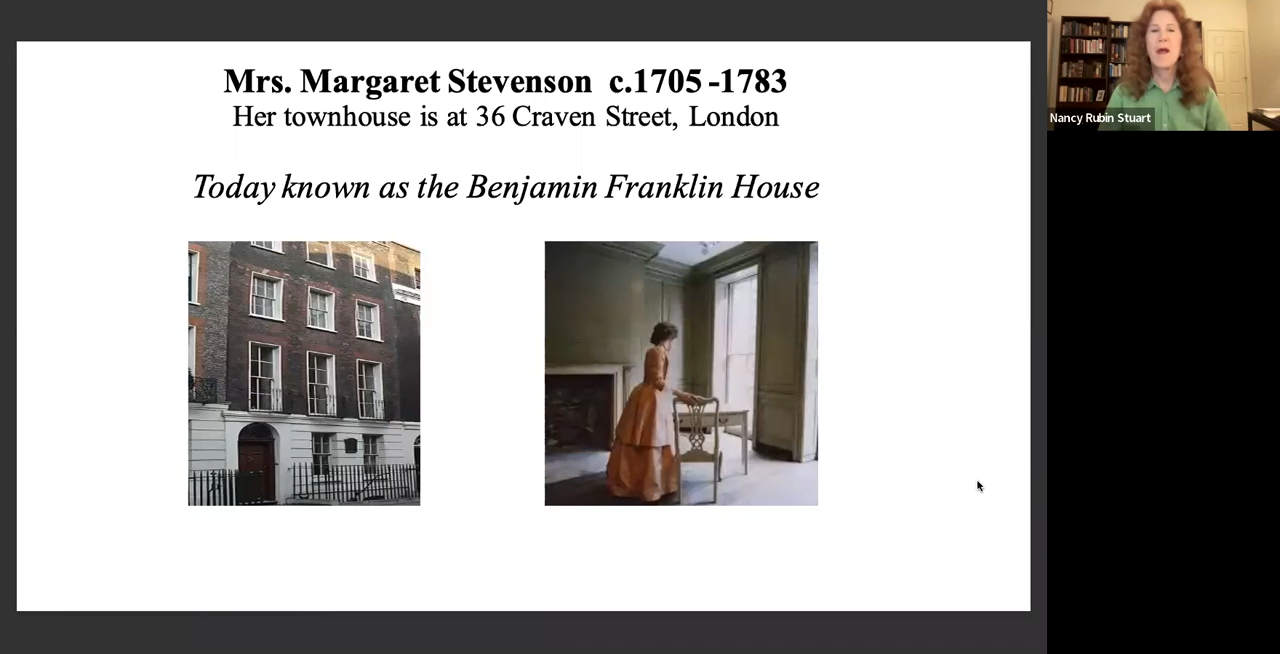 Mrs. Margaret Stevenson c.1705-1783
Her townhouse is at 36 Craven Street, London
Today known as the Benjamin Franklin House
Nancy Rubin Stuart